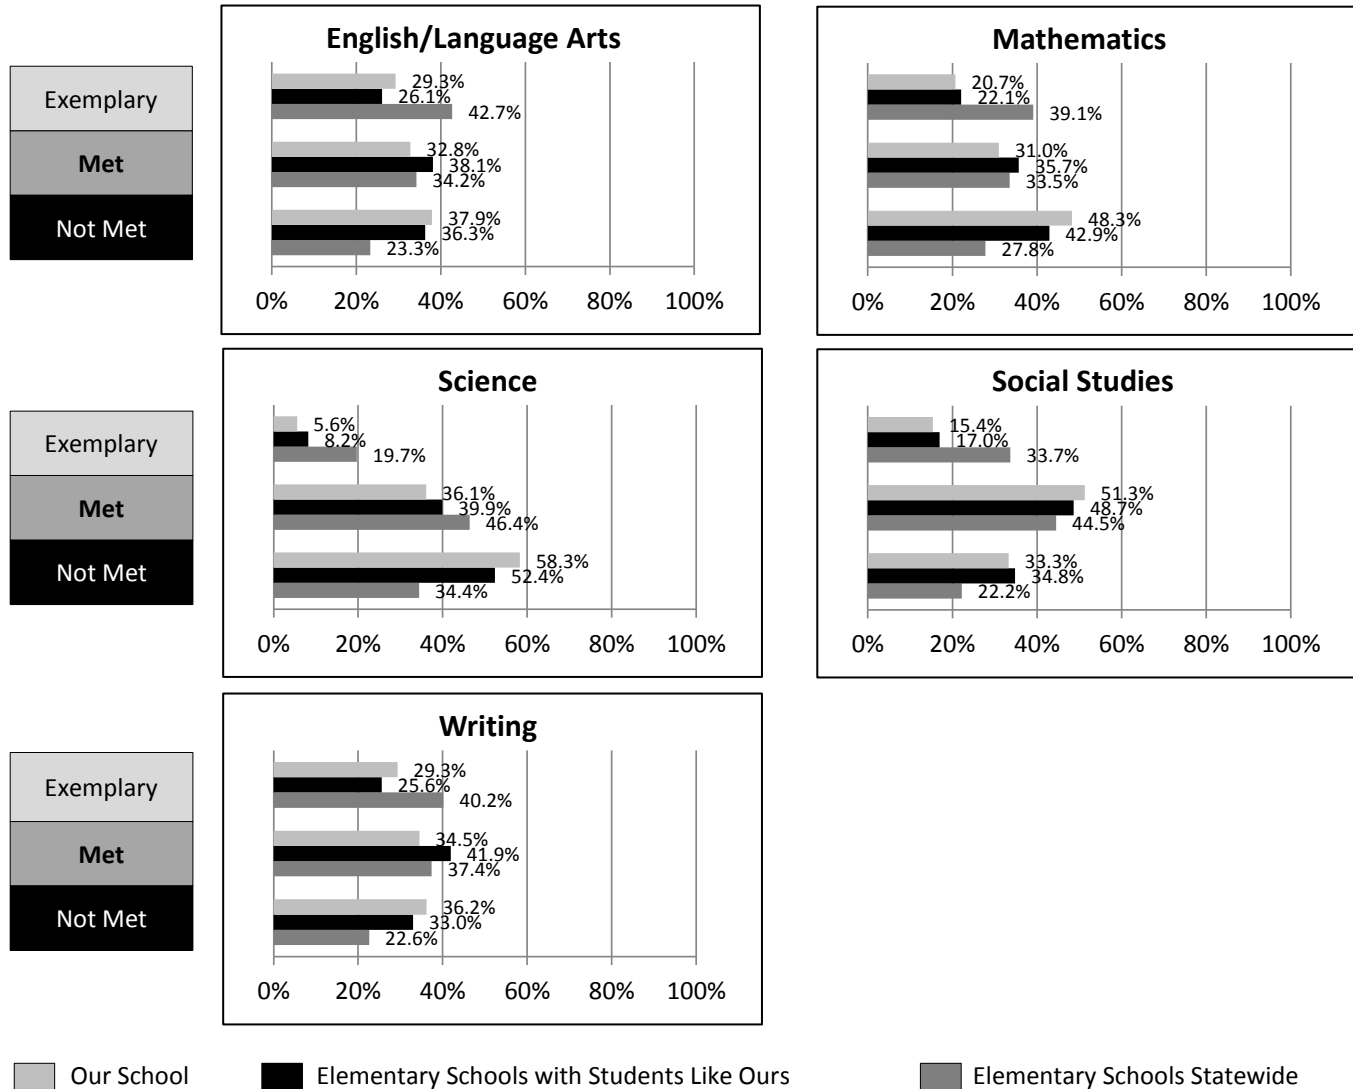 English/Language Arts
Exemplary
Met
Not Met
29.3%
26.1%
42.7%
32.8%
38.1%
34.2%
37.9%
36.3%
23.3%
0% 20% 40% 60% 80% 100%
Mathematics
20.7%
22.1%
39.1%
31.0%
35.7%
33.5%
48.3%
42.9%
27.8%
0% 20% 40% 60% 80% 100%
Science
Exemplary
Met
Not Met
5.6%
8.2%
19.7%
36.1%
39.9%
46.4%
58.3%
52.4%
34.4%
0% 20% 40% 60% 80% 100%
Social Studies
15.4%
17.0%
33.7%
51.3%
48.7%
44.5%
33.3%
34.8%
22.2%
0% 20% 40% 60% 80% 100%
Writing
Exemplary
Met
Not Met
29.3%
25.6%
40.2%
34.5%
41.9%
37.4%
36.2%
33.0%
22.6%
0% 20% 40% 60% 80% 100%
Our School Elementary Schools with Students Like Ours Elementary Schools Statewide